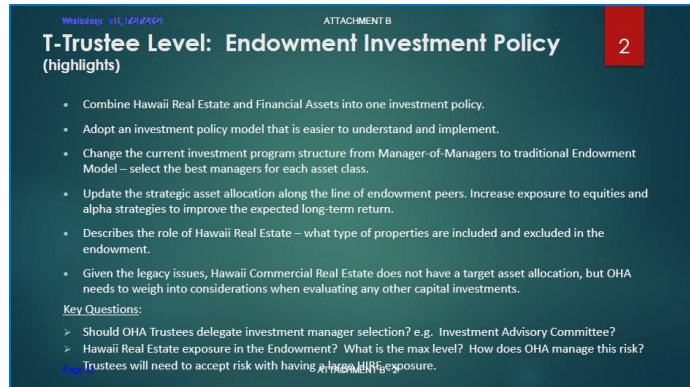 ATTACHMENT B
T-Trustee Level: Endowment Investment Policy
2
(highlights)
• Combine Hawaii Real Estate and Financial Assets into one investment policy.
• Adopt an investment policy model that is easier to understand and implement.
• Change the current investment program structure from Manager-of-Managers to traditional Endowment
Model – select the best managers for each asset class.
• Update the strategic asset allocation along the line of endowment peers. Increase exposure to equities and
alpha strategies to improve the expected long-term return.
• Describes the role of Hawaii Real Estate – what type of properties are included and excluded in the
endowment.
• Given the legacy issues, Hawaii Commercial Real Estate does not have a target asset allocation, but OHA
needs to weigh into considerations when evaluating any other capital investments.
Key Questions:
➢ Should OHA Trustees delegate investment manager selection? e.g. Investment Advisory Committee?
➢ Hawaii Real Estate exposure in the Endowment? What is the max level? How does OHA manage this risk?
Trustees will need to accept risk with having a large HIRE exposure.
Page
ATTACHMENT B - 2